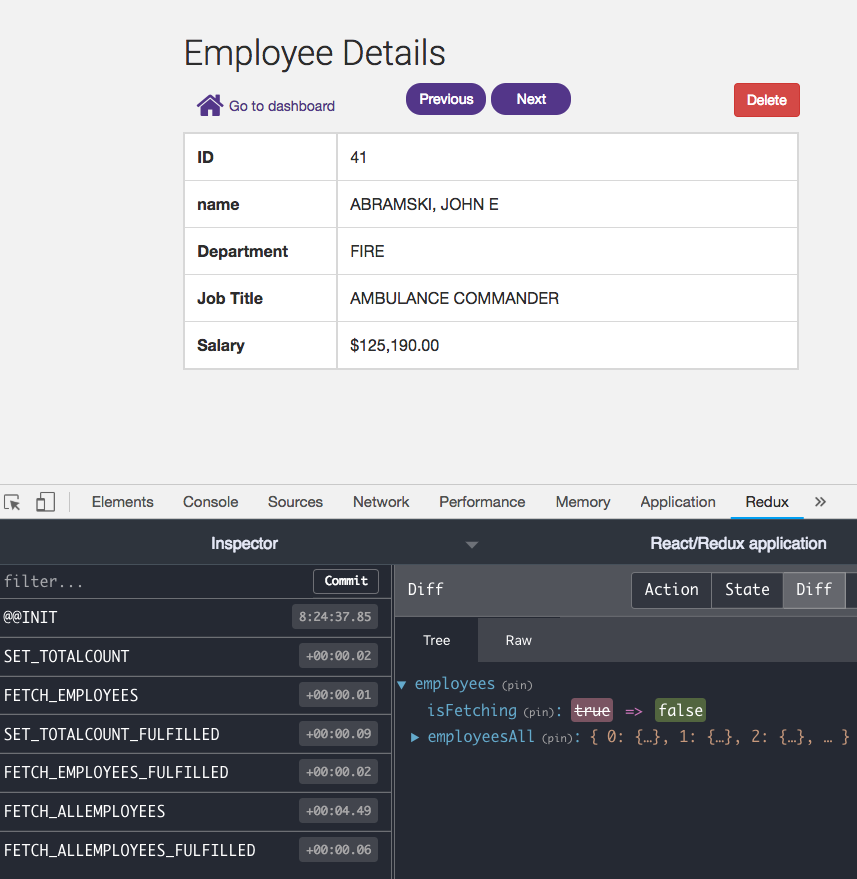 Employee Details
Go to dashboard Previous Next Delete
ID 41
name ABRAMSKI, JOHN E
Department FIRE
Job Title AMBULANCE COMMANDER
Salary $125,190.00
Elements Console Sources Network Performance Memory Application Redux »
Inspector React/Redux application
filter... Commit
Diff Action State Diff
@@INIT 8:24:37.85
Tree Raw
SET_TOTALCOUNT +00:00.02
FETCH_EMPLOYEES +00:00.01
SET_TOTALCOUNT_FULFILLED +00:00.09
FETCH_EMPLOYEES_FULFILLED +00:00.02
FETCH_ALLEMPLOYEES +00:04.49
FETCH_ALLEMPLOYEES_FULFILLED +00:00.06
▼ employees (pin)
isFetching (pin): true => false
▶ employeesAll (pin): { 0: {…}, 1: {…}, 2: {…}, … }